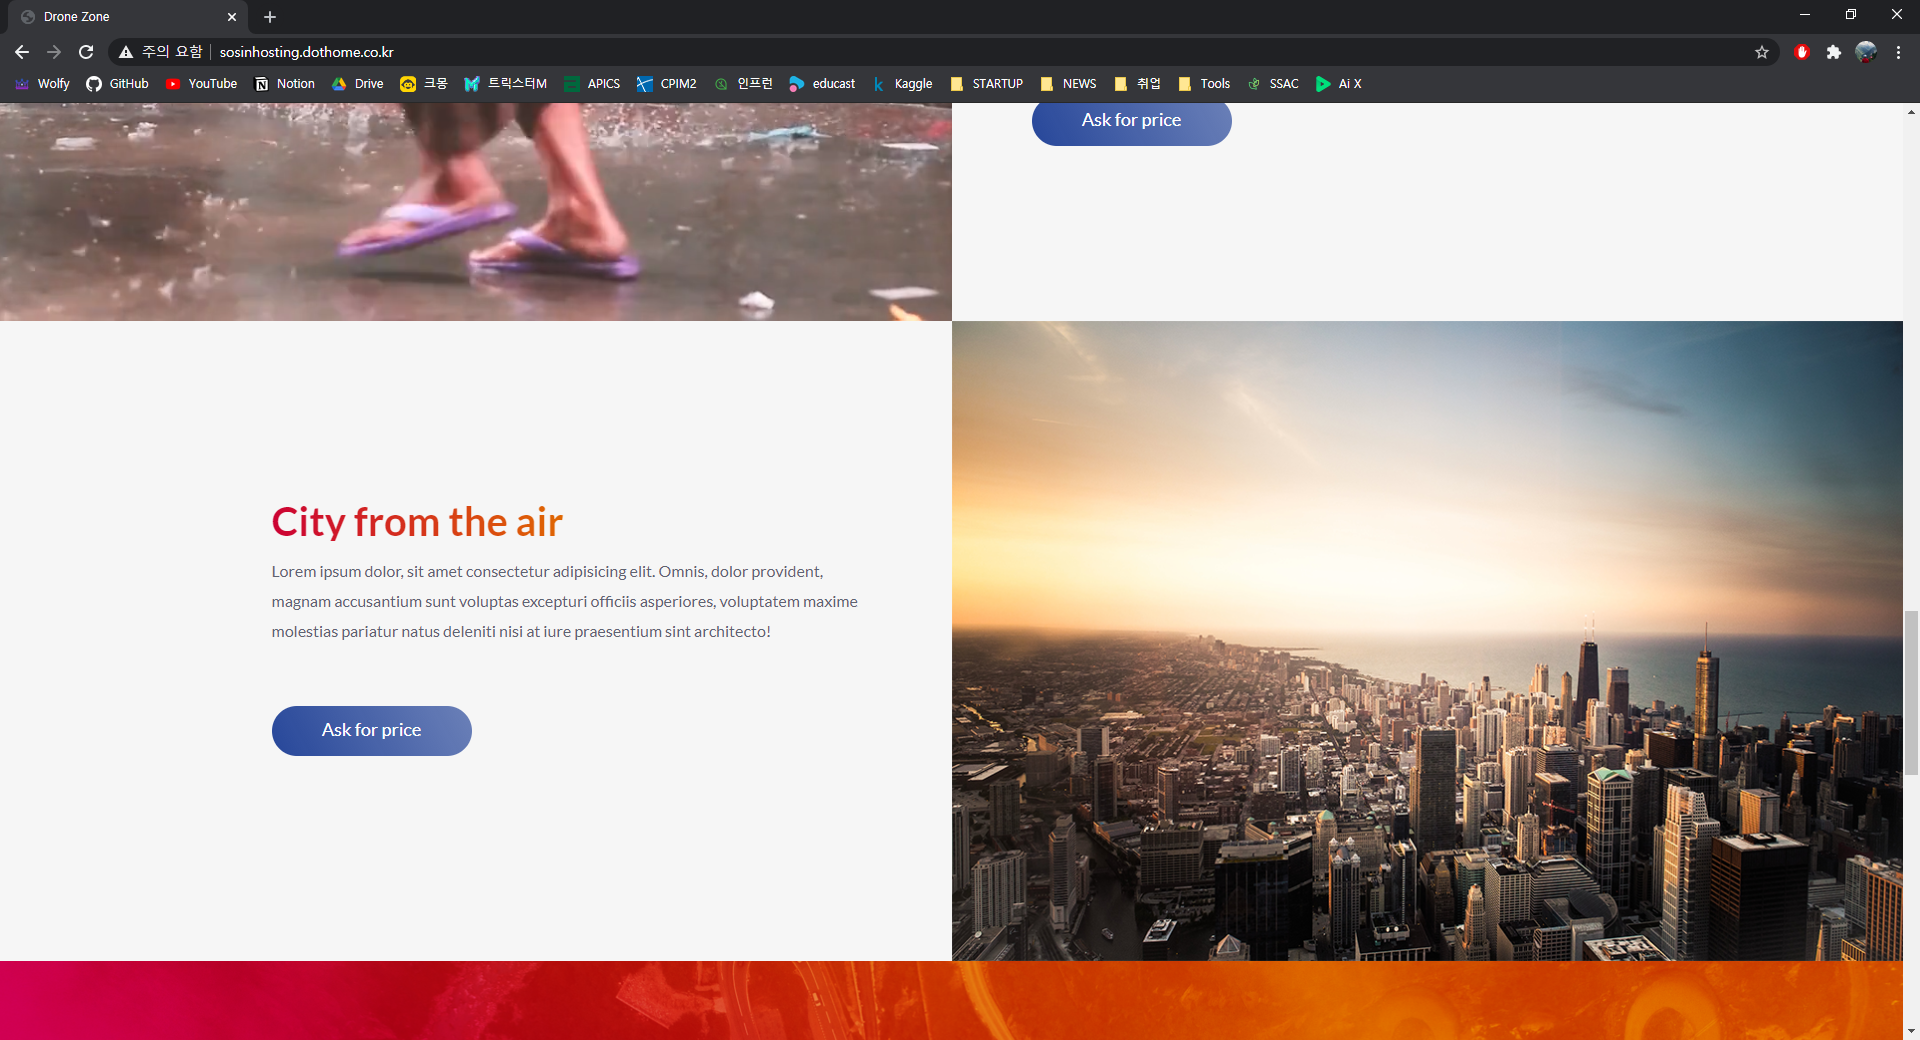 Drone Zone
주의 요함 sosinhosting.dothome.co.kr
Wolfy GitHub YouTube Notion Drive 크몽 트릭스터M APICS CPIM2 인프런 educast Kaggle STARTUP NEWS 취업 Tools SSAC Ai X
Ask for price
City from the air
Lorem ipsum dolor, sit amet consectetur adipisicing elit. Omnis, dolor provident,
magnam accusantium sunt voluptas excepturi officiis asperiores, voluptatem maxime
molestias pariatur natus deleniti nisi at iure praesentium sint architecto!
Ask for price